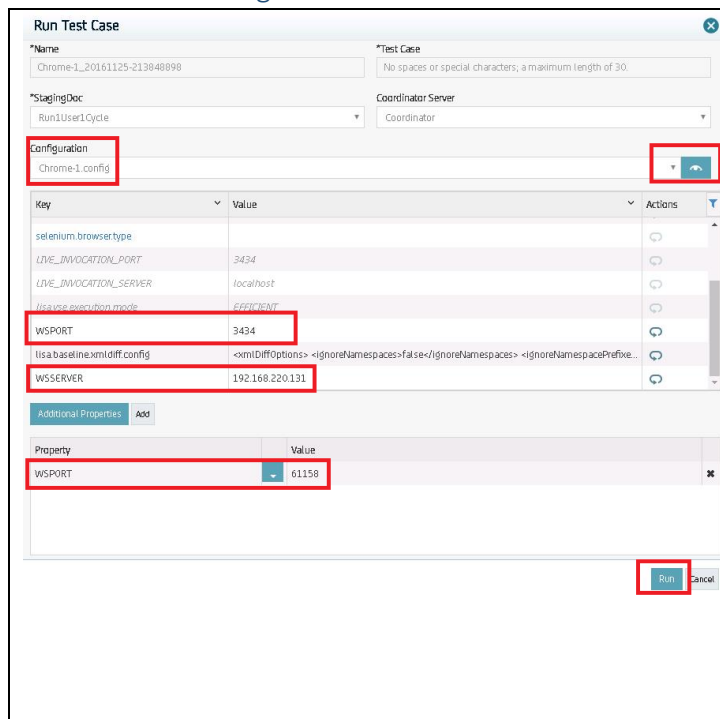 Run Test Case
*Name *Test Case
Chrome-1_20161125-213848898 No spaces or special characters; a maximum length of 30.
*StagingDoc Coordinator Server
Run1User1Cycle Coordinator
Configuration
Chrome-1.config
Key Value Actions
selenium.browser.type
LIVE_INVOCATION_PORT 3434
LIVE_INVOCATION_SERVER localhost
lisa.vse.execution.mode EFFICIENT
WSPORT 3434
lisa.baseline.xmldiff.config <xmlDiffOptions> <ignoreNamespaces>false</ignoreNamespaces> <ignoreNamespacePrefixe...
WSSERVER 192.168.220.131
Additional Properties Add
Property Value
WSPORT 61158
Run Cancel